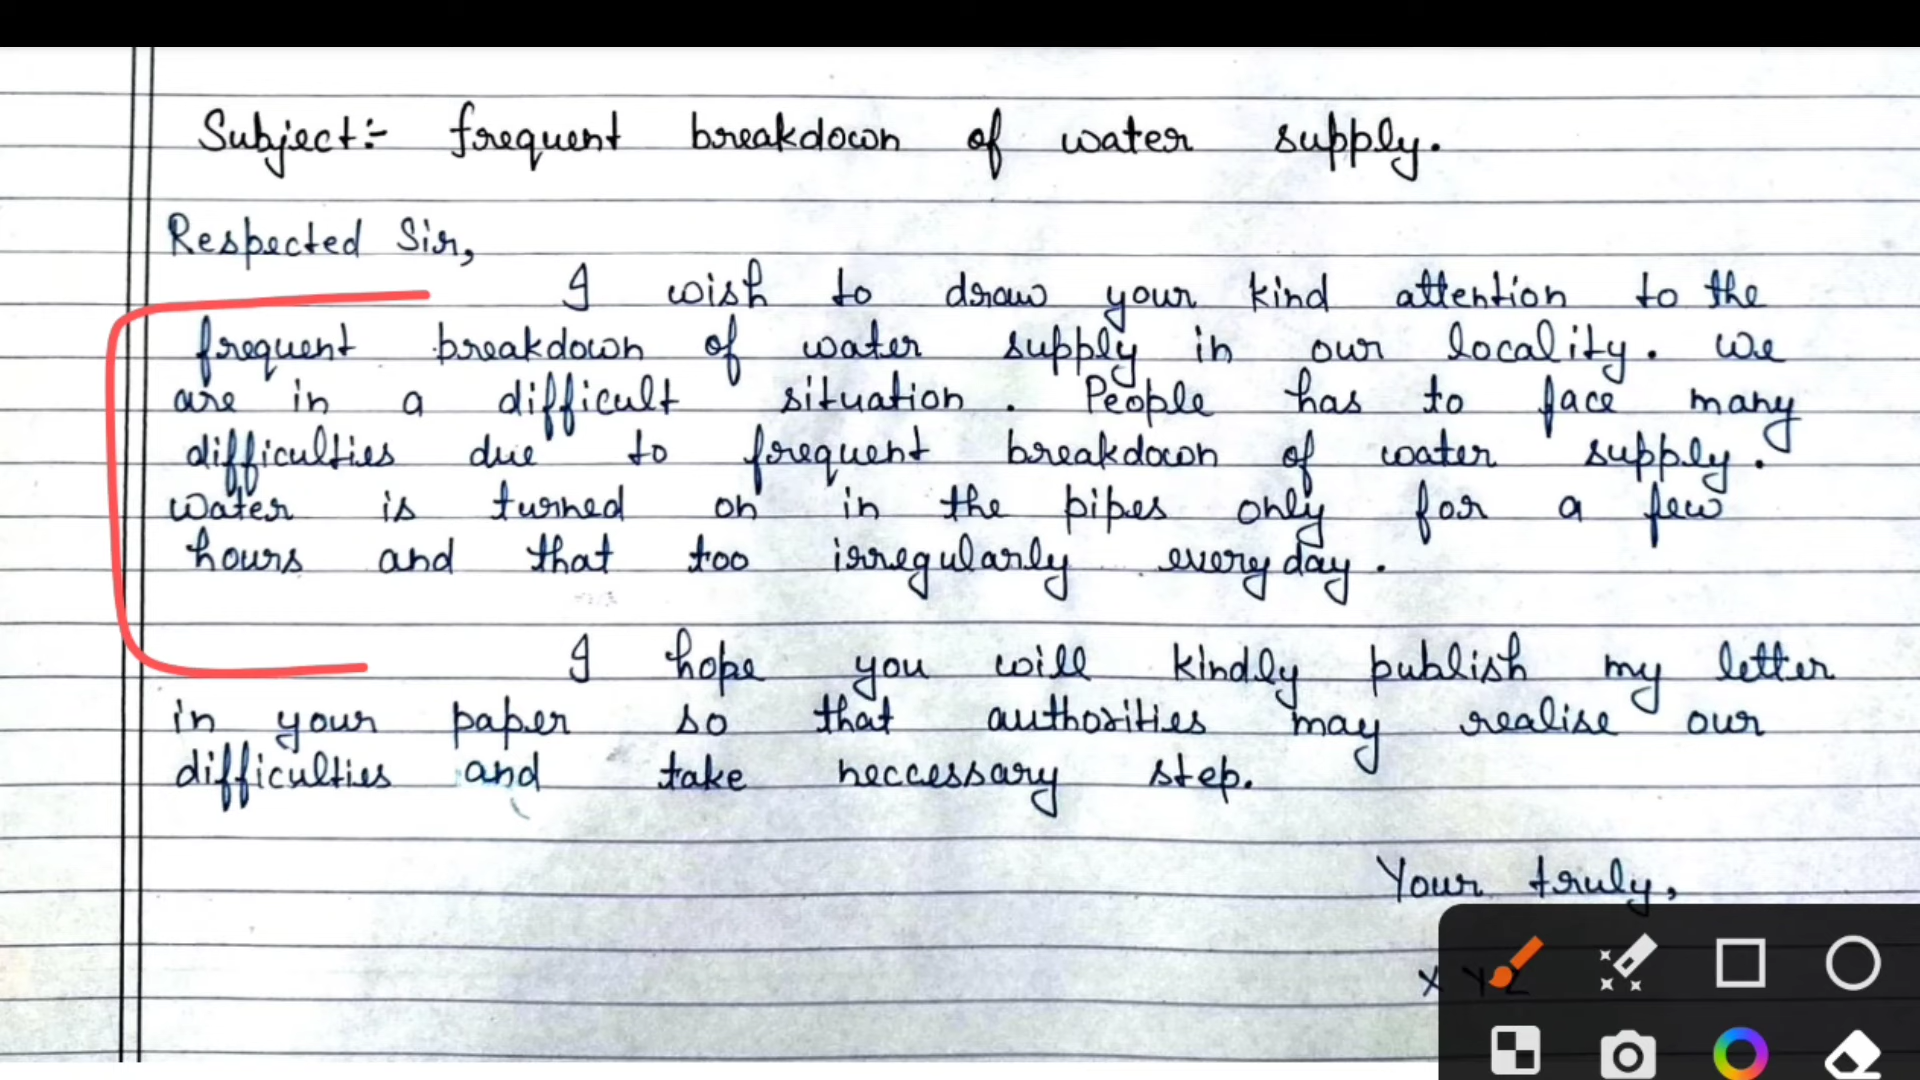 Subject:- frequent breakdown of water supply.
Respected Sir,
I wish to draw your kind attention to the
frequent breakdown of water supply in our locality. We
are in a difficult situation. People has to face many
difficulties due to frequent breakdown of water supply.
Water is turned on in the pipes only for a few
hours and that too irregularly everyday.
I hope you will kindly publish my letter
in your paper so that authorities may realise our
difficulties and take neccessary step.
Your truly,
X Y Z